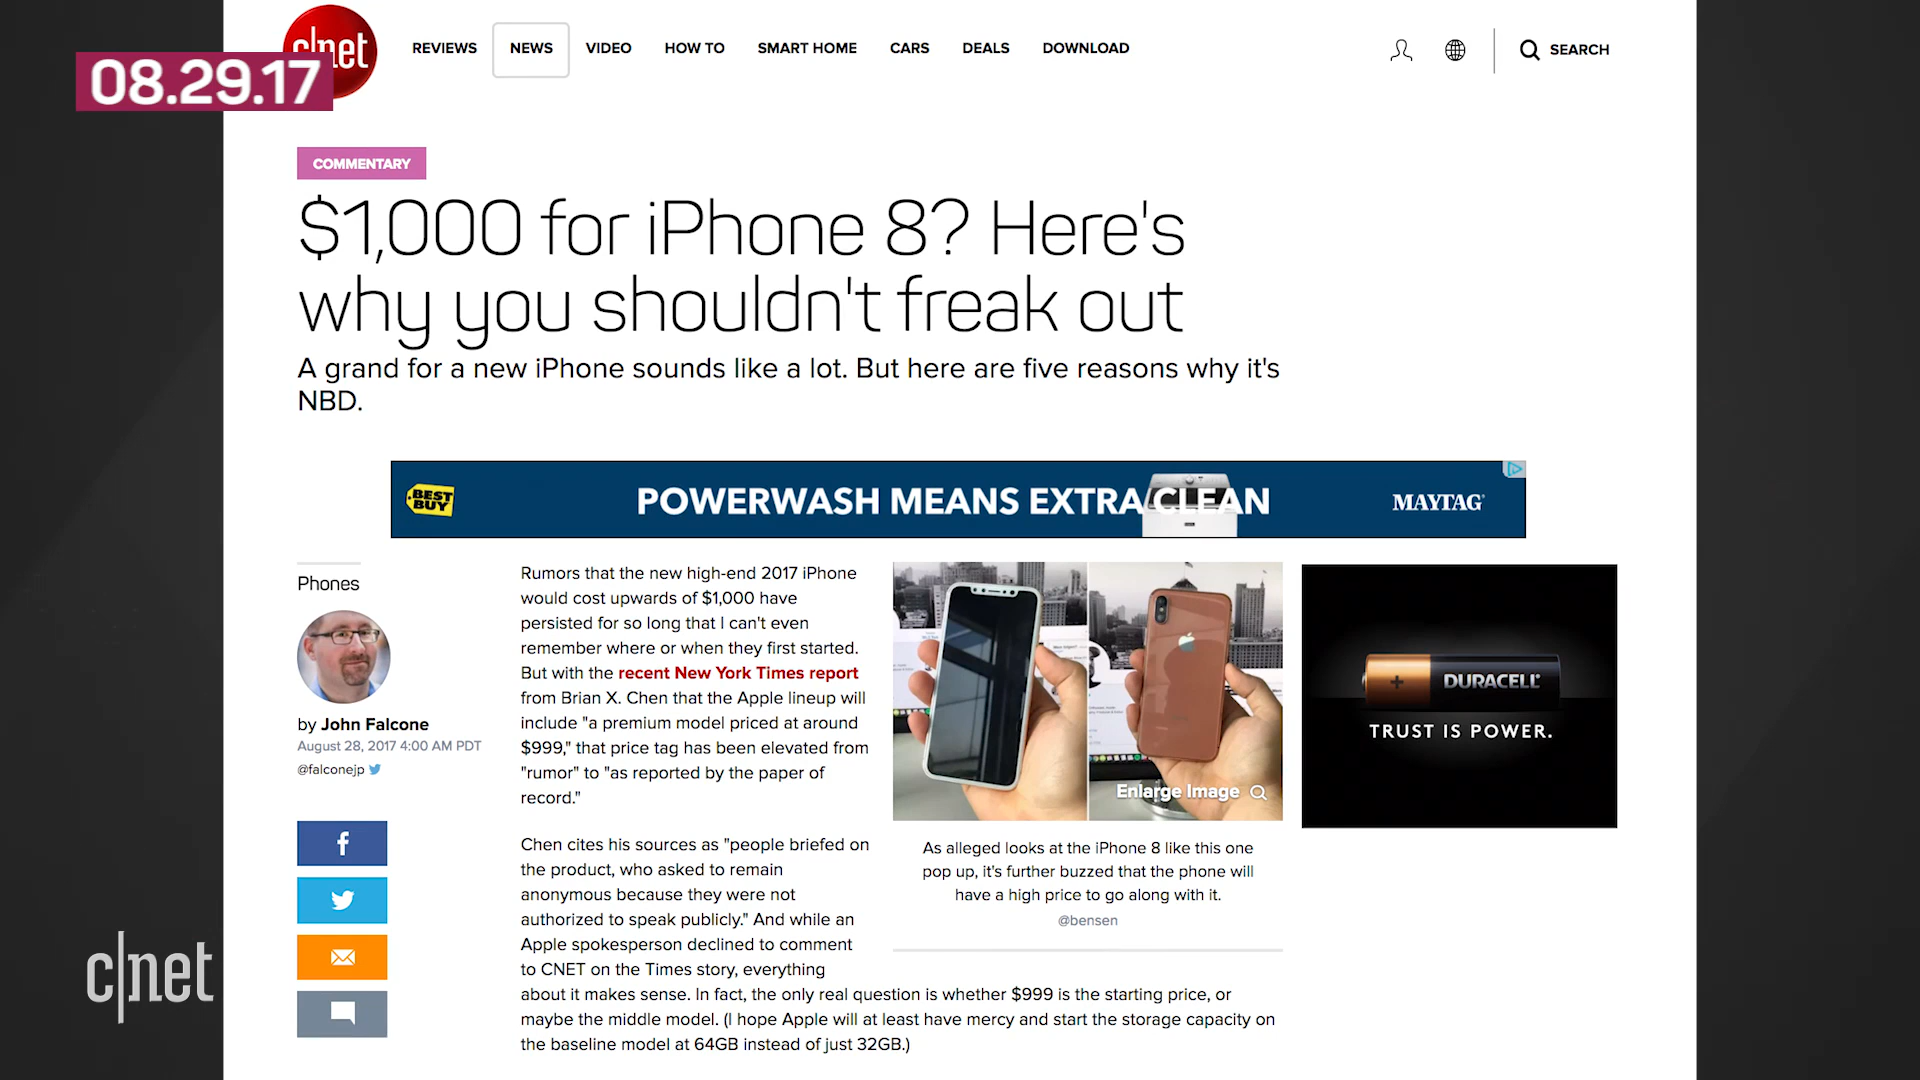 c|net
08.29.17
REVIEWS NEWS VIDEO HOW TO SMART HOME CARS DEALS DOWNLOAD SEARCH
COMMENTARY
$1,000 for iPhone 8? Here's
why you shouldn't freak out
A grand for a new iPhone sounds like a lot. But here are five reasons why it's
NBD.
BEST
BUY
POWERWASH MEANS EXTRA CLEAN
MAYTAG
Phones
by John Falcone
August 28, 2017 4:00 AM PDT
@falconejp
Rumors that the new high-end 2017 iPhone
would cost upwards of $1,000 have
persisted for so long that I can't even
remember where or when they first started.
But with the recent New York Times report
from Brian X. Chen that the Apple lineup will
include "a premium model priced at around
$999," that price tag has been elevated from
"rumor" to "as reported by the paper of
record."
Chen cites his sources as "people briefed on
the product, who asked to remain
anonymous because they were not
authorized to speak publicly." And while an
Apple spokesperson declined to comment
to CNET on the Times story, everything
about it makes sense. In fact, the only real question is whether $999 is the starting price, or
maybe the middle model. (I hope Apple will at least have mercy and start the storage capacity on
the baseline model at 64GB instead of just 32GB.)
Enlarge Image
As alleged looks at the iPhone 8 like this one
pop up, it's further buzzed that the phone will
have a high price to go along with it.
@bensen
DURACELL
TRUST IS POWER.
c|net